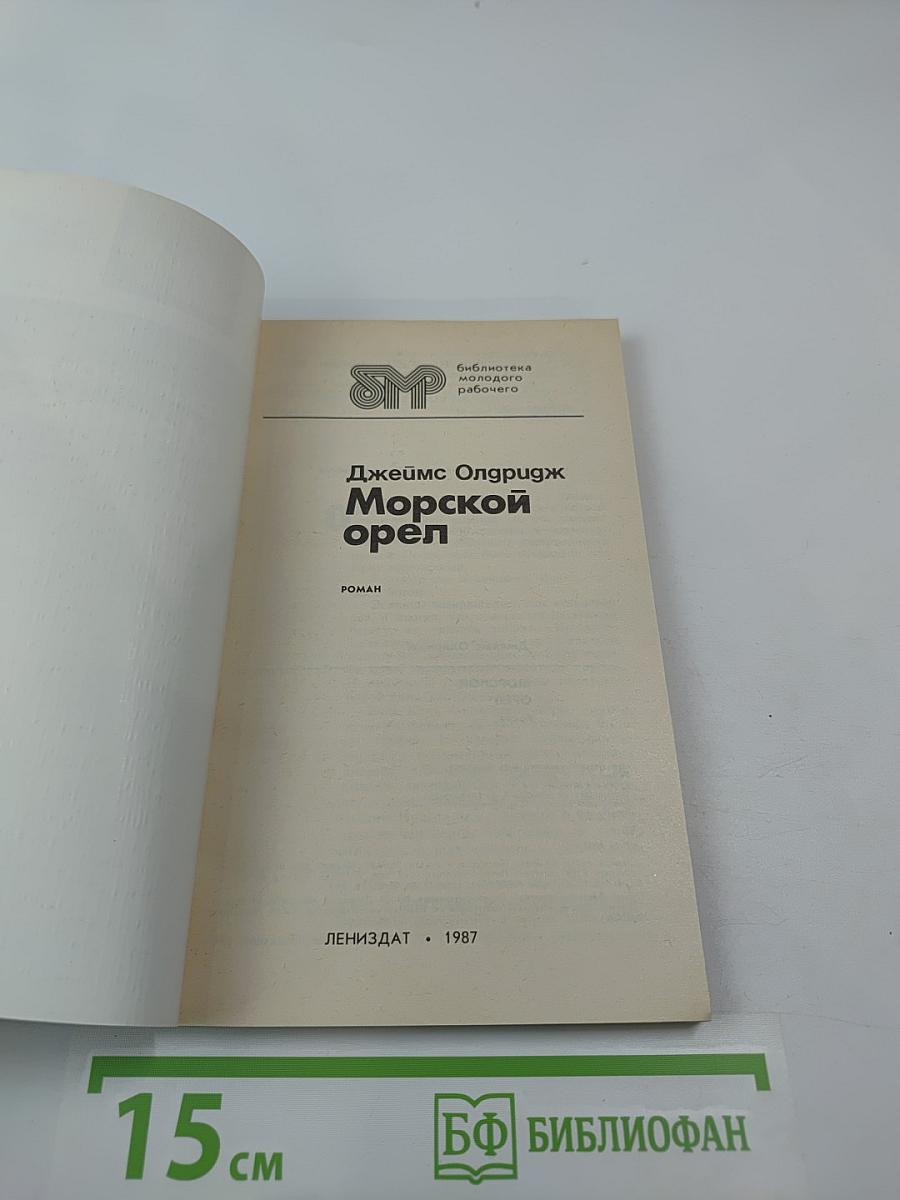 бмр
библиотека
молодого
рабочего
Джеймс Олдридж
Морской
орел
РОМАН
ЛЕНИЗДАТ • 1987
15 см
БФ БИБЛИОФАН